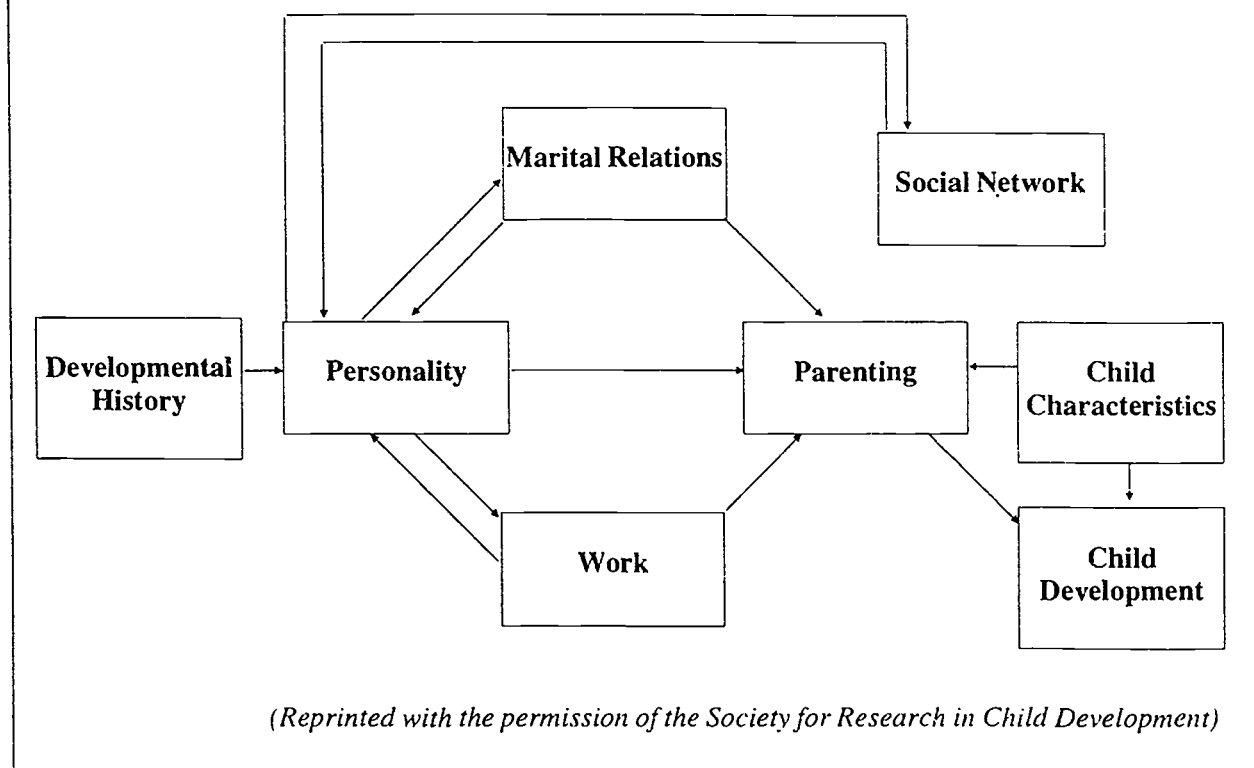 Marital Relations
Social Network
Developmental
History
Personality
Parenting
Child
Characteristics
Work
Child
Development
(Reprinted with the permission of the Society for Research in Child Development)